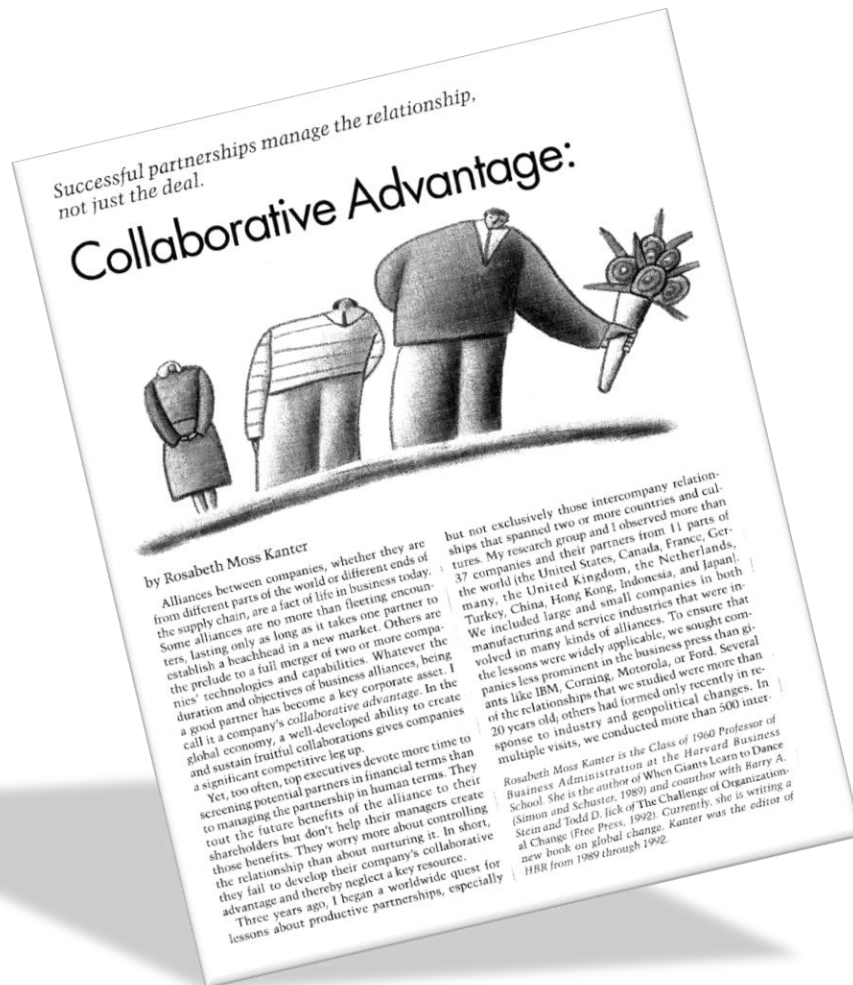 Successful partnerships manage the relationship,
not just the deal.
Collaborative Advantage:
by Rosabeth Moss Kanter
Alliances between companies, whether they are
from different parts of the world or different ends of
the supply chain, are a fact of life in business today.
Some alliances are no more than fleeting encoun-
ters, lasting only as long as it takes one partner to
establish a beachhead in a new market. Others are
the prelude to a full merger of two or more compa-
nies' technologies and capabilities. Whatever the
duration and objectives of business alliances, being
a good partner has become a key corporate asset. I
call it a company's collaborative advantage. In the
global economy, a well-developed ability to create
and sustain fruitful collaborations gives companies
a significant competitive leg up.
Yet, too often, top executives devote more time to
screening potential partners in financial terms than
to managing the partnership in human terms. They
tout the future benefits of the alliance to their
shareholders but don't help their managers create
those benefits. They worry more about controlling
the relationship than about nurturing it. In short,
they fail to develop their company's collaborative
advantage and thereby neglect a key resource.
Three years ago, I began a worldwide quest for
lessons about productive partnerships, especially
but not exclusively those intercompany relation-
ships that spanned two or more countries and cul-
tures. My research group and I observed more than
37 companies and their partners from 11 parts of
the world (the United States, Canada, France, Ger-
many, the United Kingdom, the Netherlands,
Turkey, China, Hong Kong, Indonesia, and Japan).
We included large and small companies in both
manufacturing and service industries that were in-
volved in many kinds of alliances. To ensure that
the lessons were widely applicable, we sought com-
panies less prominent in the business press than gi-
ants like IBM, Corning, Motorola, or Ford. Several
of the relationships that we studied were more than
20 years old; others had formed only recently in re-
sponse to industry and geopolitical changes. In
multiple visits, we conducted more than 500 inter-
Rosabeth Moss Kanter is the Class of 1960 Professor of
Business Administration at the Harvard Business
School. She is the author of When Giants Learn to Dance
(Simon and Schuster, 1989) and coauthor with Barry A.
Stein and Todd D. Jick of The Challenge of Organization-
al Change (Free Press, 1992). Currently, she is writing a
new book on global change. Kanter was the editor of
HBR from 1989 through 1992.